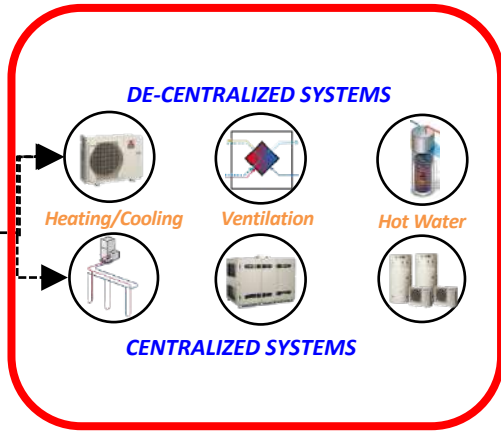 DE-CENTRALIZED SYSTEMS
Heating/Cooling Ventilation Hot Water
CENTRALIZED SYSTEMS